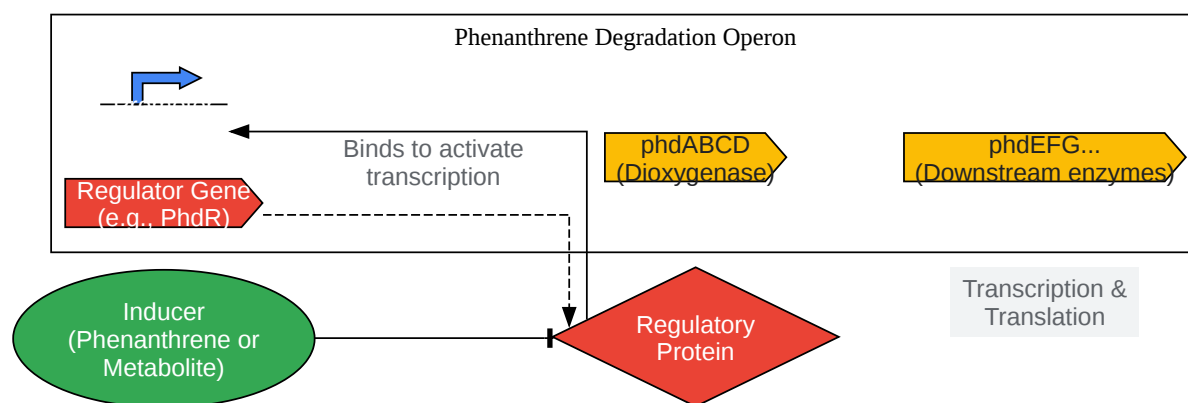 Phenanthrene Degradation Operon
Binds to activate
transcription
phdABCD
(Dioxygenase)
phdEFG...
(Downstream enzymes)
Regulator Gene
(e.g., PhdR)
Inducer
(Phenanthrene or
Metabolite)
Regulatory
Protein
Transcription &
Translation